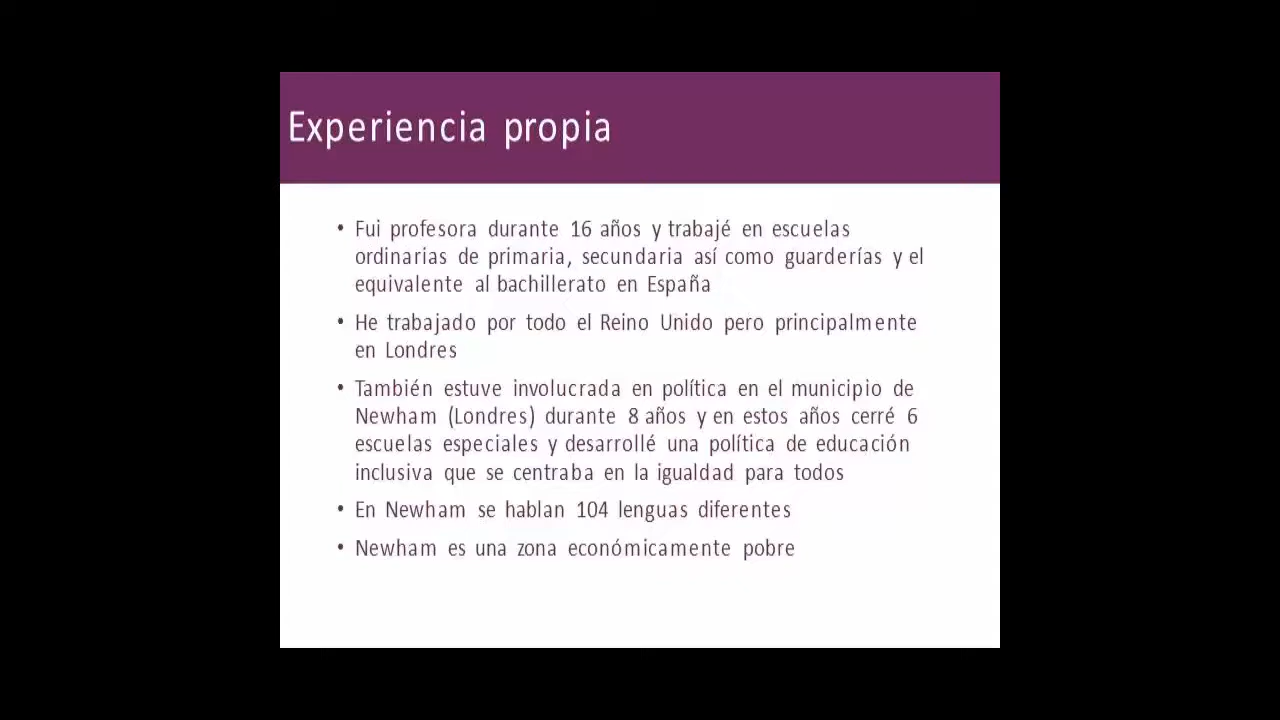 Experiencia propia
• Fui profesora durante 16 años y trabajé en escuelas
ordinarias de primaria, secundaria así como guarderías y el
equivalente al bachillerato en España
• He trabajado por todo el Reino Unido pero principalmente
en Londres
• También estuve involucrada en política en el municipio de
Newham (Londres) durante 8 años y en estos años cerré 6
escuelas especiales y desarrollé una política de educación
inclusiva que se centraba en la igualdad para todos
• En Newham se hablan 104 lenguas diferentes
• Newham es una zona económicamente pobre